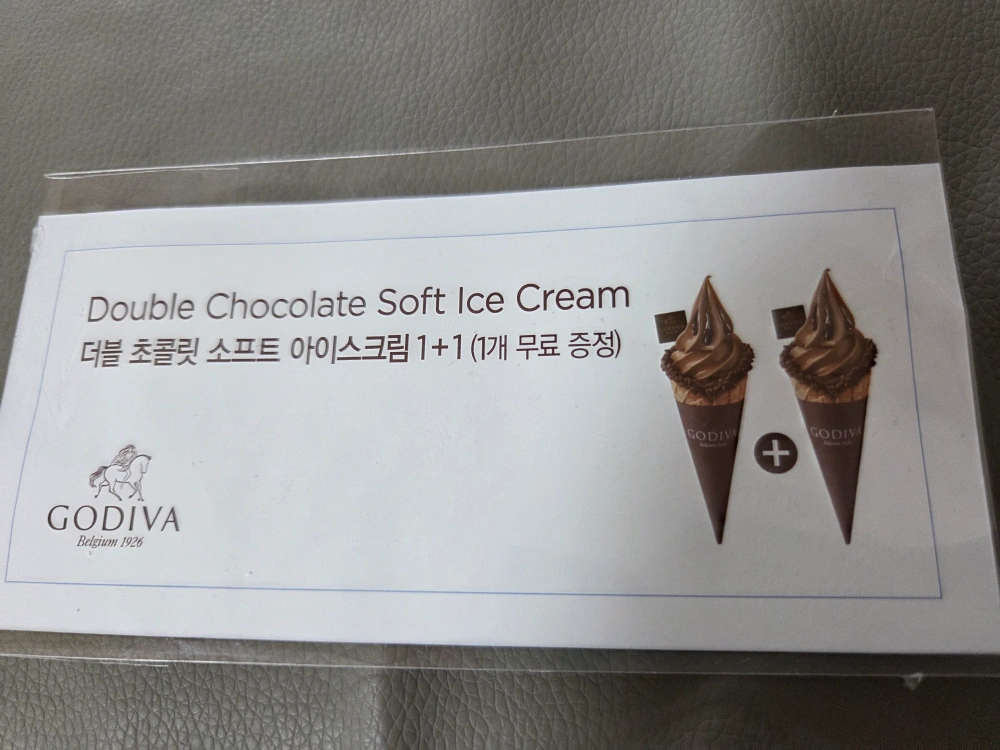 Double Chocolate Soft Ice Cream
더블 초콜릿 소프트 아이스크림 1+1 (1개 무료 증정)
GODIVA
Belgium 1926
GODIVA
GODIVA